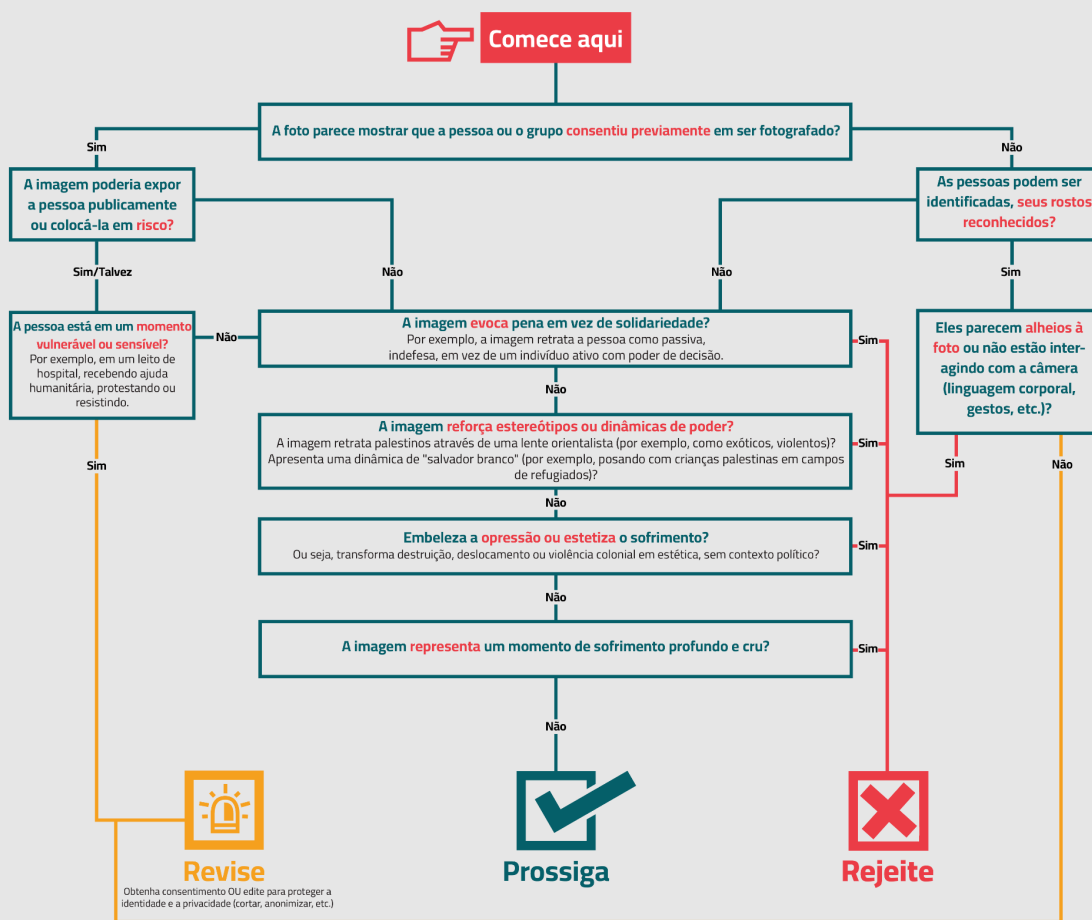 Comece aqui
A foto parece mostrar que a pessoa ou o grupo consentiu previamente em ser fotografado?
Sim
Não
A imagem poderia expor
a pessoa publicamente
ou colocá-la em risco?
As pessoas podem ser
identificadas, seus rostos
reconhecidos?
Sim/Talvez
Não
Não
Sim
A pessoa está em um momento
vulnerável ou sensível?
Por exemplo, em um leito de
hospital, recebendo ajuda
humanitária, protestando ou
resistindo.
Não
A imagem evoca pena em vez de solidariedade?
Por exemplo, a imagem retrata a pessoa como passiva,
indefesa, em vez de um indivíduo ativo com poder de decisão.
Sim
Eles parecem alheios à
foto ou não estão inter-
agindo com a câmera
(linguagem corporal,
gestos, etc.)?
Não
A imagem reforça estereótipos ou dinâmicas de poder?
A imagem retrata palestinos através de uma lente orientalista (por exemplo, como exóticos, violentos)?
Apresenta uma dinâmica de "salvador branco" (por exemplo, posando com crianças palestinas em campos
de refugiados)?
Sim
Sim
Sim
Não
Não
Embeleza a opressão ou estetiza o sofrimento?
Ou seja, transforma destruição, deslocamento ou violência colonial em estética, sem contexto político?
Sim
Não
A imagem representa um momento de sofrimento profundo e cru?
Sim
Não
Revise
Obtenha consentimento OU edite para proteger a
identidade e a privacidade (cortar, anonimizar, etc.)
Prossiga
Rejeite